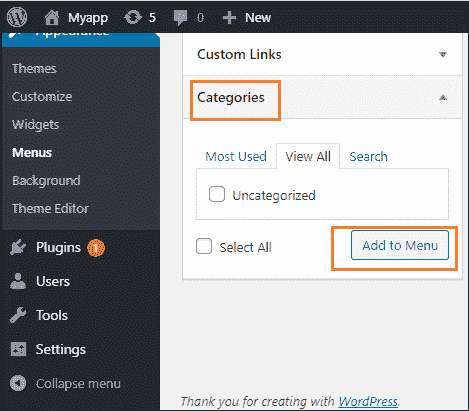 Myapp 5 0 + New
Appearance
Themes
Customize
Widgets
Menus
Background
Theme Editor
Plugins 1
Users
Tools
Settings
Collapse menu
Custom Links
Categories
Most Used View All Search
Uncategorized
Select All Add to Menu
Thank you for creating with WordPress.